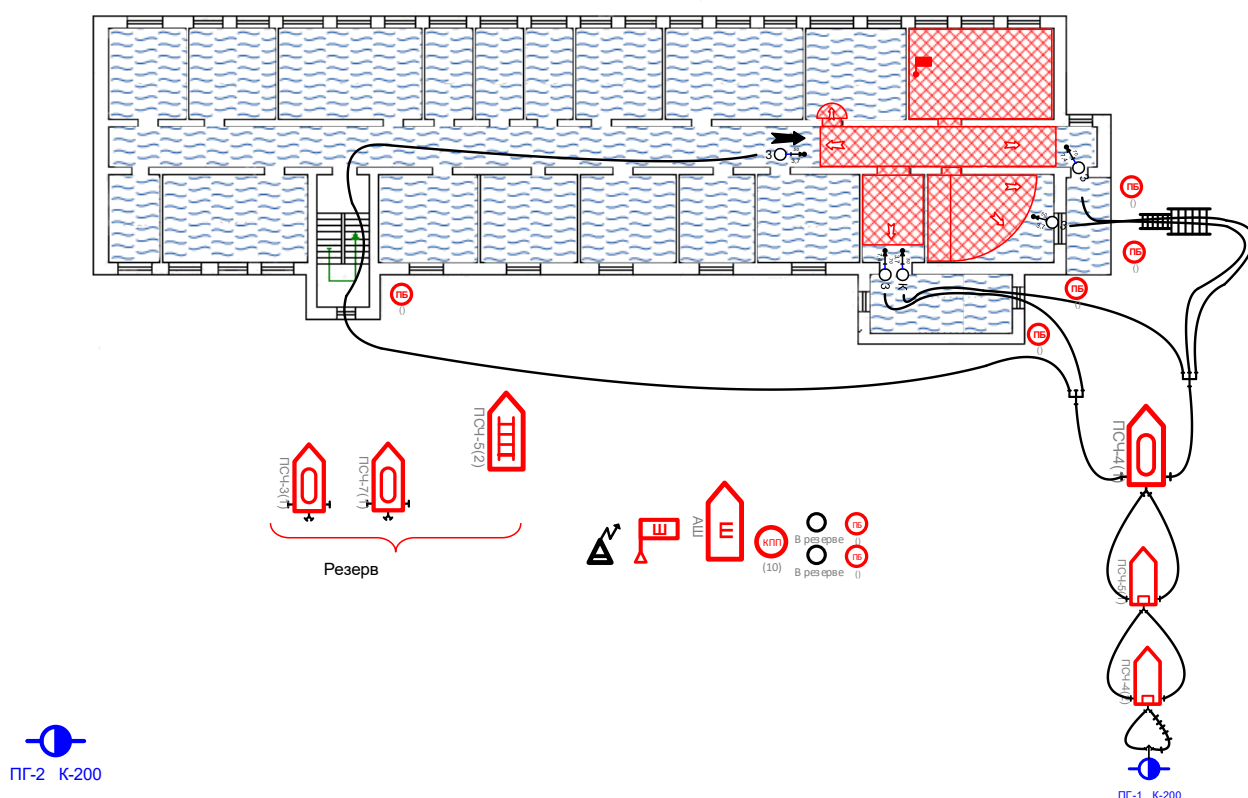 З
З
З
З
К
ПБ
()
ПБ
()
ПБ
()
ПБ
()
ПБ
()
ПСЧ-3(1)
ПСЧ-7(1)
ПСЧ-5(2)
Резерв
Ш
АШ
Ш
КПП
(10)
В резерве
ПБ
()
В резерве
ПБ
()
ПСЧ-4(1)
ПГ-2 К-200
ПГ-1 К-200